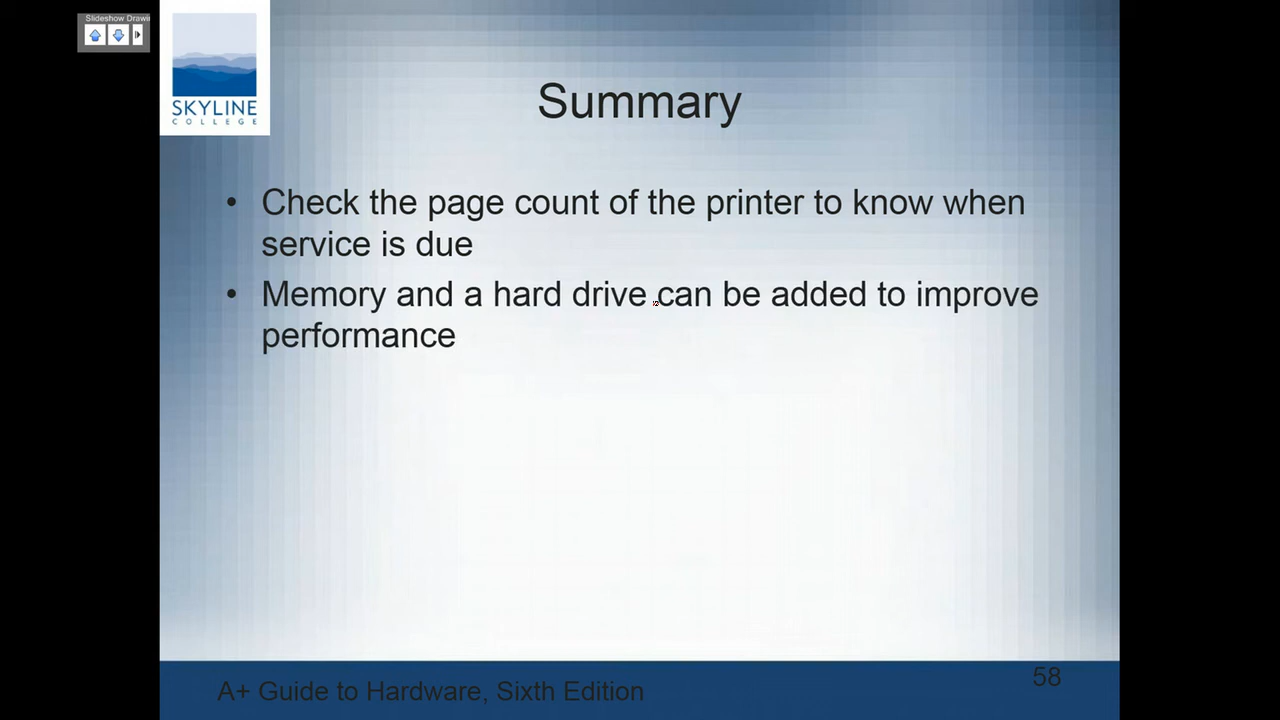 Slideshow Drawin
SKYLINE
COLLEGE
Summary
• Check the page count of the printer to know when
service is due
• Memory and a hard drive can be added to improve
performance
58
A+ Guide to Hardware, Sixth Edition